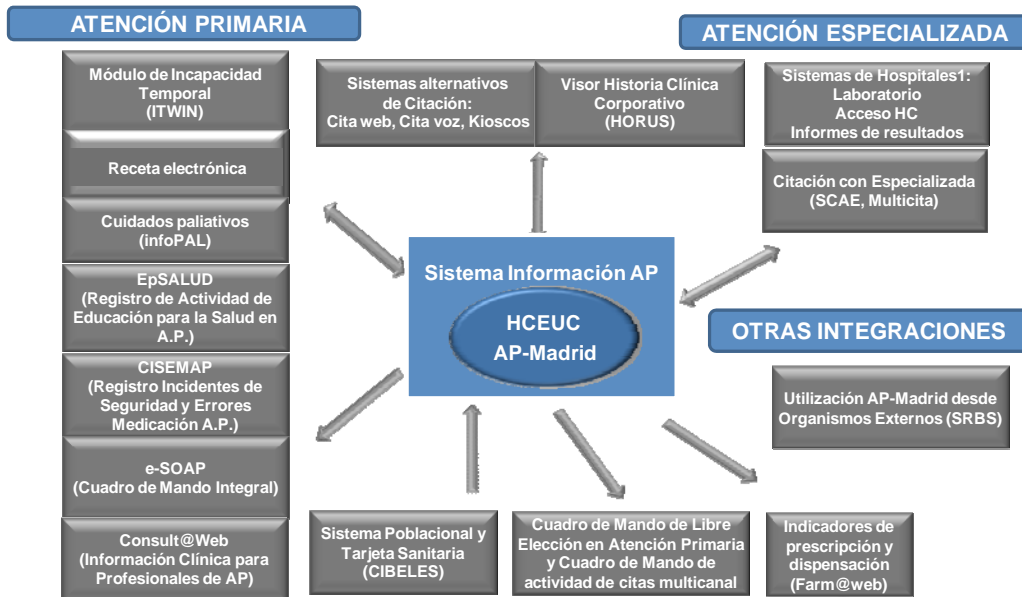 ATENCIÓN PRIMARIA
Módulo de Incapacidad
Temporal
(ITWIN)
Receta electrónica
Cuidados paliativos
(infoPAL)
EpSALUD
(Registro de Actividad de
Educación para la Salud en
A.P.)
CISEMAP
(Registro Incidentes de
Seguridad y Errores
Medicación A.P.)
e-SOAP
(Cuadro de Mando Integral)
Consult@Web
(Información Clínica para
Profesionales de AP)
Sistemas alternativos
de Citación:
Cita web, Cita voz, Kioscos
Visor Historia Clínica
Corporativo
(HORUS)
ATENCIÓN ESPECIALIZADA
Sistemas de Hospitales1:
Laboratorio
Acceso HC
Informes de resultados
Citación con Especializada
(SCAE, Multicita)
Sistema Información AP
HCEUC
AP-Madrid
OTRAS INTEGRACIONES
Utilización AP-Madrid desde
Organismos Externos (SRBS)
Sistema Poblacional y
Tarjeta Sanitaria
(CIBELES)
Cuadro de Mando de Libre
Elección en Atención Primaria
y Cuadro de Mando de
actividad de citas multicanal
Indicadores de
prescripción y
dispensación
(Farm@web)